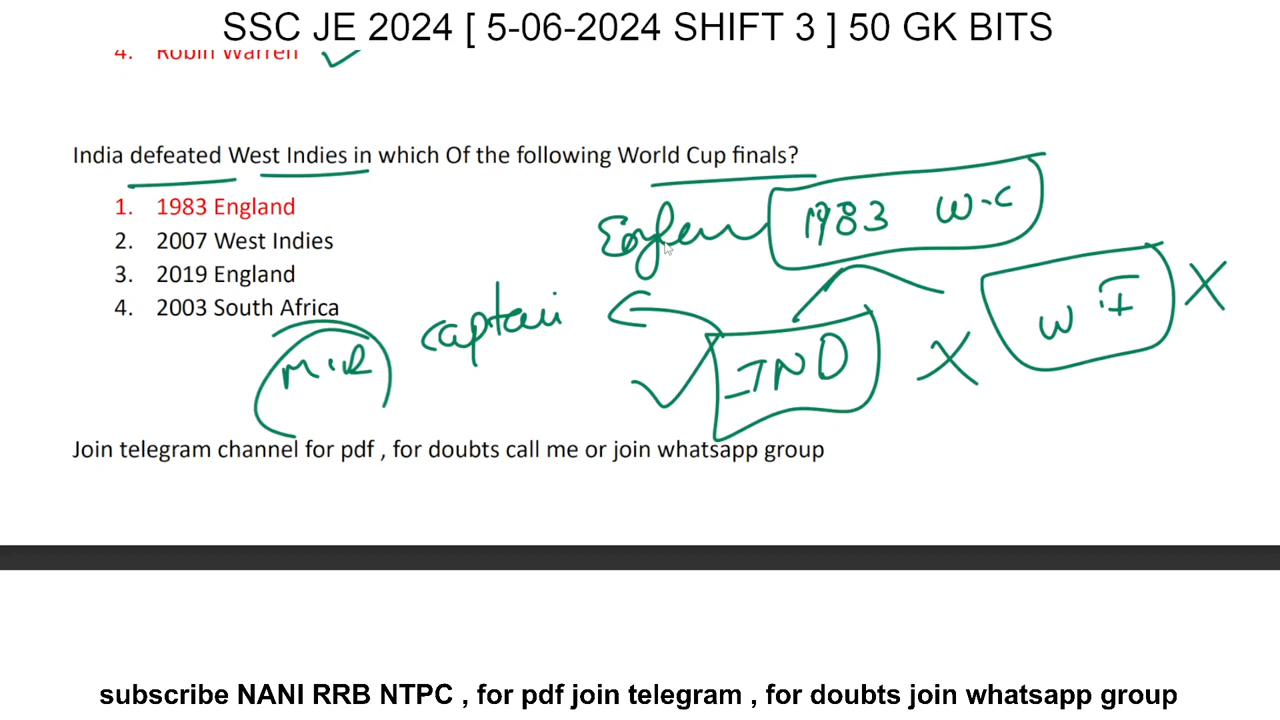 SSC JE 2024 [ 5-06-2024 SHIFT 3 ] 50 GK BITS
4. Robin Warren
India defeated West Indies in which Of the following World Cup finals?
1. 1983 England
2. 2007 West Indies
3. 2019 England
4. 2003 South Africa
1983 W.C
W I
captain
IND
Join telegram channel for pdf , for doubts call me or join whatsapp group
subscribe NANI RRB NTPC , for pdf join telegram , for doubts join whatsapp group